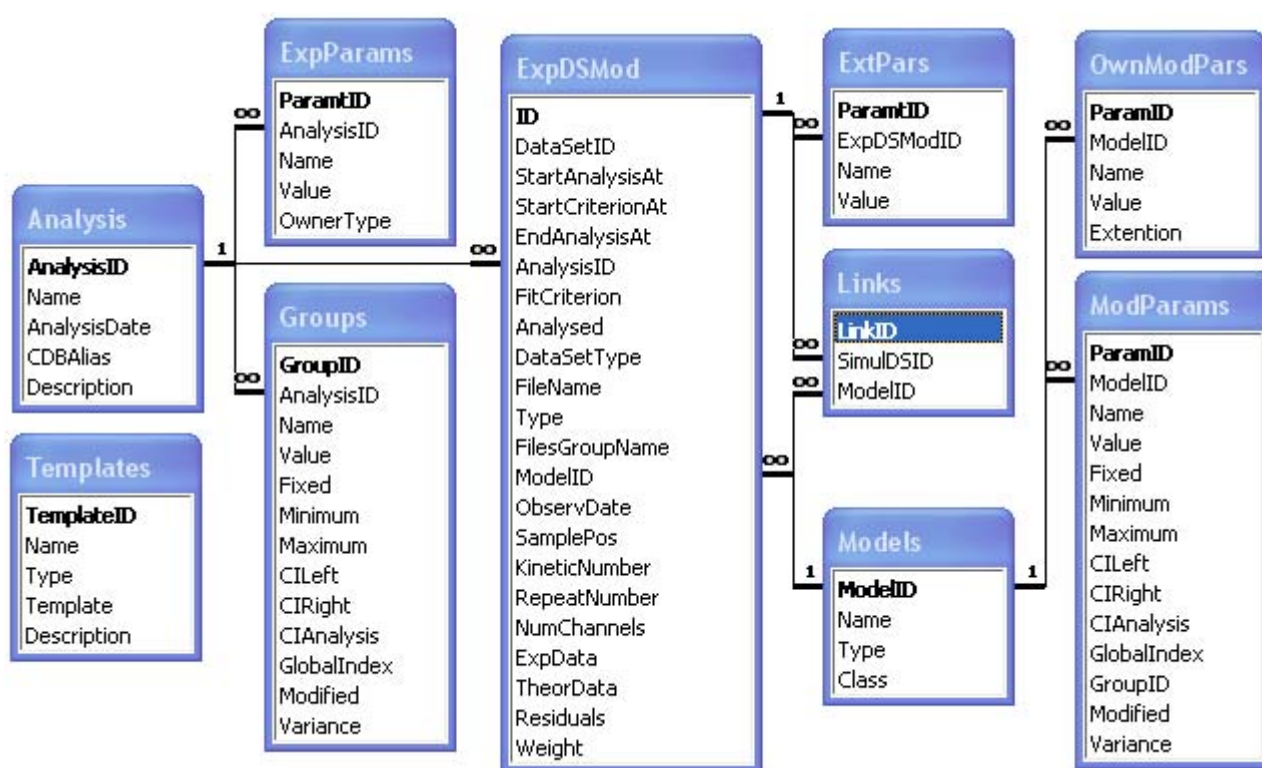 Analysis
AnalysisID
Name
AnalysisDate
CDBAlias
Description
Templates
TemplateID
Name
Type
Template
Description
ExpParams
ParamtID
AnalysisID
Name
Value
OwnerType
Groups
GroupID
AnalysisID
Name
Value
Fixed
Minimum
Maximum
CILeft
CIRight
CIAnalysis
GlobalIndex
Modified
Variance
ExpDSMod
ID
DataSetID
StartAnalysisAt
StartCriterionAt
EndAnalysisAt
AnalysisID
FitCriterion
Analysed
DataSetType
FileName
Type
FilesGroupName
ModelID
ObservDate
SamplePos
KineticNumber
RepeatNumber
NumChannels
ExpData
TheorData
Residuals
Weight
ExtPars
ParamtID
ExpDSModID
Name
Value
Links
LinkID
SimulDSID
ModelID
Models
ModelID
Name
Type
Class
OwnModPars
ParamID
ModelID
Name
Value
Extention
ModParams
ParamID
ModelID
Name
Value
Fixed
Minimum
Maximum
CILeft
CIRight
CIAnalysis
GlobalIndex
GroupID
Modified
Variance
1
∞
∞
∞
1
∞
∞
∞
∞
1
1
∞
∞